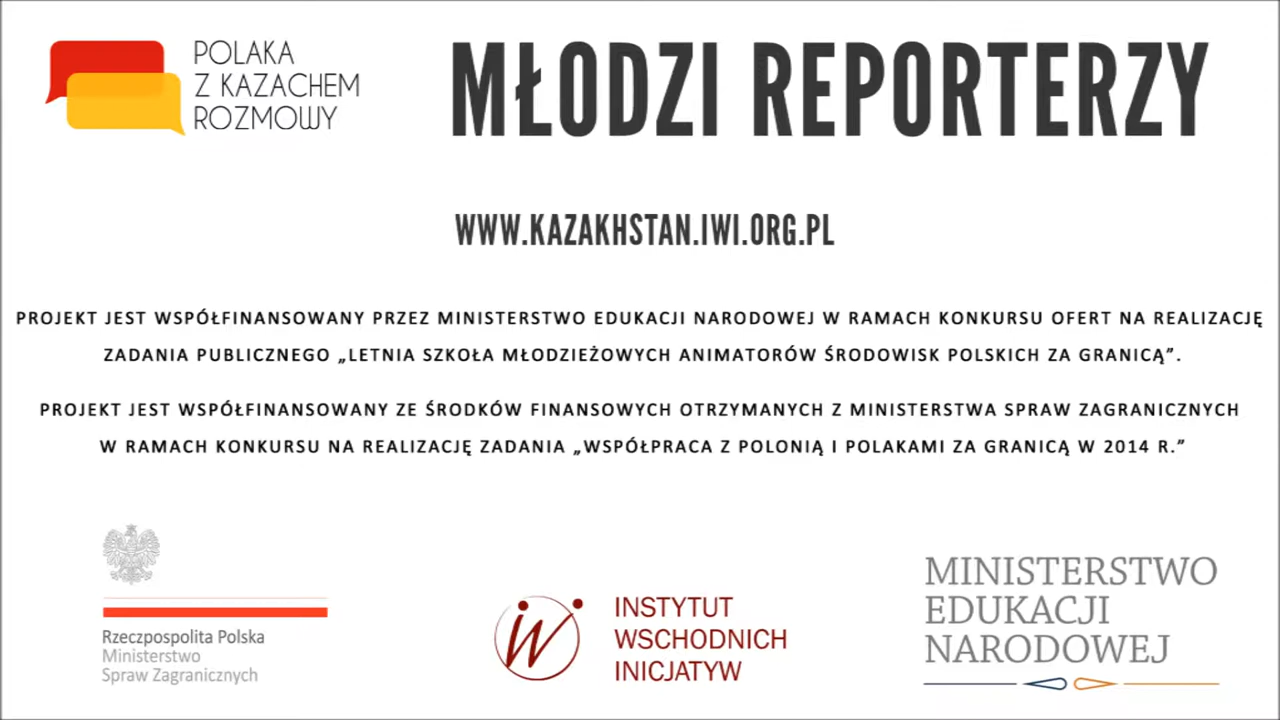 POLAKA
Z KAZACHEM
ROZMOWY
MŁODZI REPORTERZY
WWW.KAZAKHSTAN.IWI.ORG.PL
PROJEKT JEST WSPÓŁFINANSOWANY PRZEZ MINISTERSTWO EDUKACJI NARODOWEJ W RAMACH KONKURSU OFERT NA REALIZACJĘ
ZADANIA PUBLICZNEGO „LETNIA SZKOŁA MŁODZIEŻOWYCH ANIMATORÓW ŚRODOWISK POLSKICH ZA GRANICĄ”.
PROJEKT JEST WSPÓŁFINANSOWANY ZE ŚRODKÓW FINANSOWYCH OTRZYMANYCH Z MINISTERSTWA SPRAW ZAGRANICZNYCH
W RAMACH KONKURSU NA REALIZACJĘ ZADANIA „WSPÓŁPRACA Z POLONIĄ I POLAKAMI ZA GRANICĄ W 2014 R.”
Rzeczpospolita Polska
Ministerstwo
Spraw Zagranicznych
INSTYTUT
WSCHODNICH
INICJATYW
MINISTERSTWO
EDUKACJI
NARODOWEJ